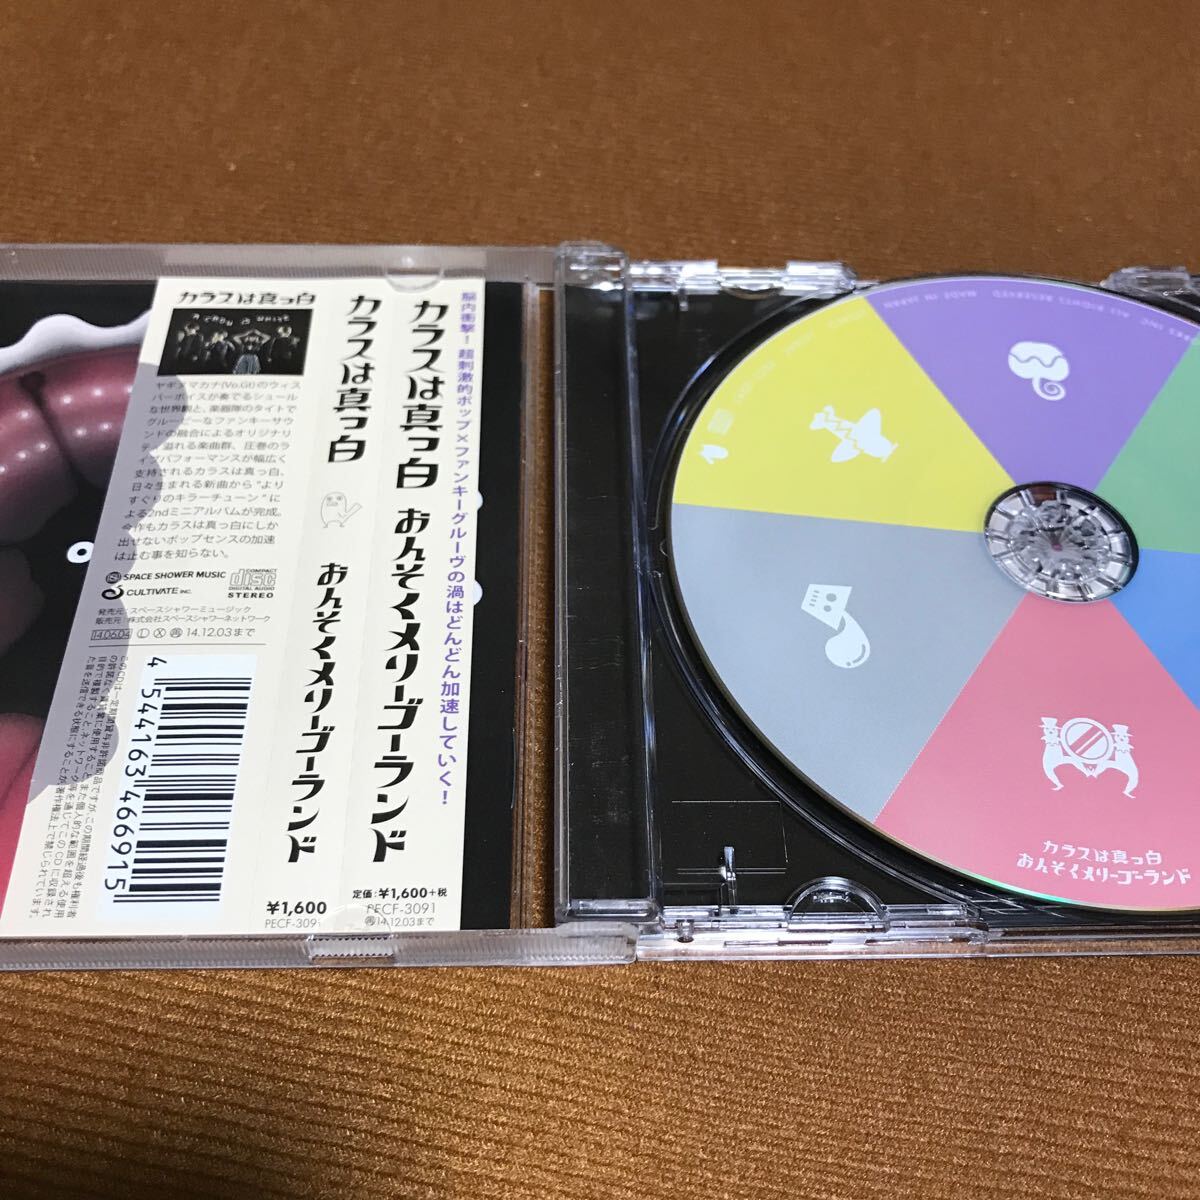 カラスは真っ白
A CROW IS WHITE
ヤギヌマカナ(Vo.Gt)のウィス
パーボイスが奏でるシュール
な世界観と、楽器隊のタイトで
グルービーなファンキーサウ
ンドの融合によるオリジナリ
ティ溢れる楽曲群、圧巻のラ
イブパフォーマンスが幅広く
支持されるカラスは真っ白。
日々生まれる新曲から“より
すぐりのキラーチューン”に
よる2ndミニアルバムが完成。
今作もカラスは真っ白にしか
出せないポップセンスの加速
は止む事を知らない。
SPACE SHOWER MUSIC
CULTIVATE INC.
COMPACT
disc
DIGITAL AUDIO
STEREO
発売元:スペースシャワーミュージック
販売元:株式会社スペースシャワーネットワーク
14.06.04 Ⓛ Ⓧ ㊢ 14.12.03まで
4 544163 466915
カラスは真っ白 おんそくメリーゴーランド
¥1,600
PECF-3091
カラスは真っ白 おんそくメリーゴーランド
脳内衝撃!超刺激的ポップ×ファンキーグルーヴの渦はどんどん加速していく!
定価:¥1,600+税
PECF-3091
14.12.03まで
ALL RIGHTS RESERVED. MADE IN JAPAN
カラスは真っ白
おんそくメリーゴーランド